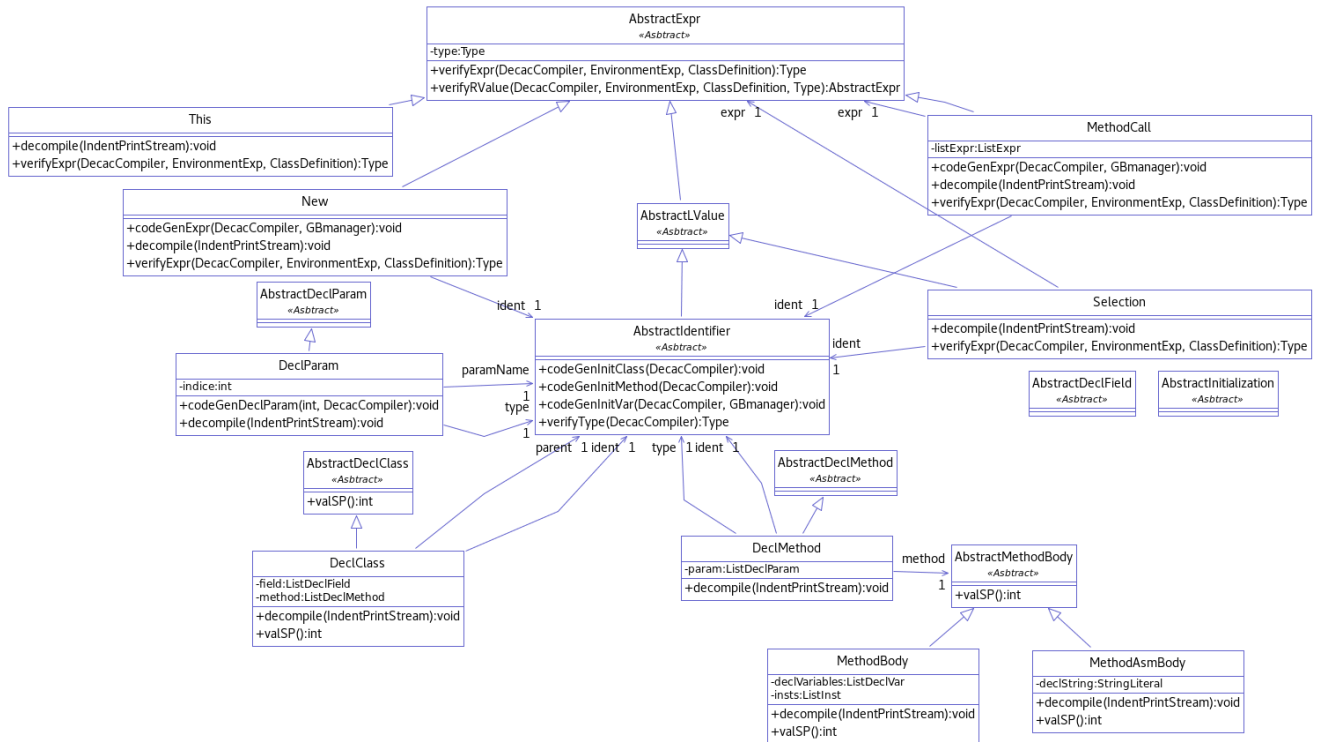 AbstractExpr
«Asbtract»
-type:Type
+verifyExpr(DecacCompiler, EnvironmentExp, ClassDefinition):Type
+verifyRValue(DecacCompiler, EnvironmentExp, ClassDefinition, Type):AbstractExpr
This
+decompile(IndentPrintStream):void
+verifyExpr(DecacCompiler, EnvironmentExp, ClassDefinition):Type
expr 1
expr 1
MethodCall
-listExpr:ListExpr
+codeGenExpr(DecacCompiler, GBmanager):void
+decompile(IndentPrintStream):void
+verifyExpr(DecacCompiler, EnvironmentExp, ClassDefinition):Type
New
+codeGenExpr(DecacCompiler, GBmanager):void
+decompile(IndentPrintStream):void
+verifyExpr(DecacCompiler, EnvironmentExp, ClassDefinition):Type
AbstractLValue
«Asbtract»
AbstractDeclParam
«Asbtract»
ident 1
ident 1
Selection
+decompile(IndentPrintStream):void
+verifyExpr(DecacCompiler, EnvironmentExp, ClassDefinition):Type
AbstractIdentifier
«Asbtract»
+codeGenInitClass(DecacCompiler):void
+codeGenInitMethod(DecacCompiler):void
+codeGenInitVar(DecacCompiler, GBmanager):void
+verifyType(DecacCompiler):Type
ident
1
DeclParam
-indice:int
+codeGenDeclParam(int, DecacCompiler):void
+decompile(IndentPrintStream):void
paramName
1
type
1
AbstractDeclField
«Asbtract»
AbstractInitialization
«Asbtract»
parent 1
ident 1
type 1
ident 1
AbstractDeclClass
«Asbtract»
+valSP():int
AbstractDeclMethod
«Asbtract»
DeclClass
-field:ListDeclField
-method:ListDeclMethod
+decompile(IndentPrintStream):void
+valSP():int
DeclMethod
-param:ListDeclParam
+decompile(IndentPrintStream):void
method
1
AbstractMethodBody
«Asbtract»
+valSP():int
MethodBody
-declVariables:ListDeclVar
-insts:ListInst
+decompile(IndentPrintStream):void
+valSP():int
MethodAsmBody
-declString:StringLiteral
+decompile(IndentPrintStream):void
+valSP():int